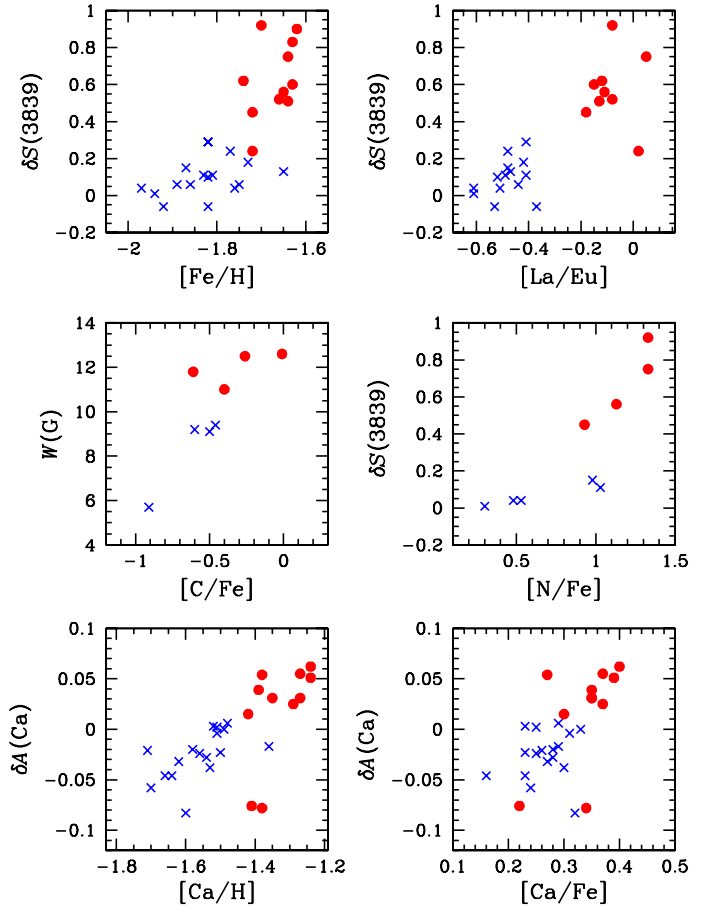 1
0.8
0.6
0.4
0.2
0
−0.2
δS(3839)
−2 −1.8 −1.6
[Fe/H]
1
0.8
0.6
0.4
0.2
0
−0.2
δS(3839)
−0.6 −0.4 −0.2 0
[La/Eu]
14
12
10
8
6
4
W(G)
−1 −0.5 0
[C/Fe]
1
0.8
0.6
0.4
0.2
0
−0.2
δS(3839)
0.5 1 1.5
[N/Fe]
0.1
0.05
0
−0.05
−0.1
δA(Ca)
−1.8 −1.6 −1.4 −1.2
[Ca/H]
0.1
0.05
0
−0.05
−0.1
δA(Ca)
0.1 0.2 0.3 0.4 0.5
[Ca/Fe]